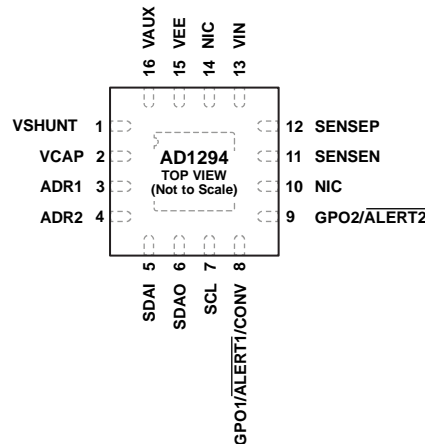 16 VAUX
15 VEE
14 NIC
13 VIN
VSHUNT 1
VCAP 2
ADR1 3
ADR2 4
AD1294
TOP VIEW
(Not to Scale)
12 SENSEP
11 SENSEN
10 NIC
9 GPO2/ALERT2
SDAI 5
SDAO 6
SCL 7
GPO1/ALERT1/CONV 8